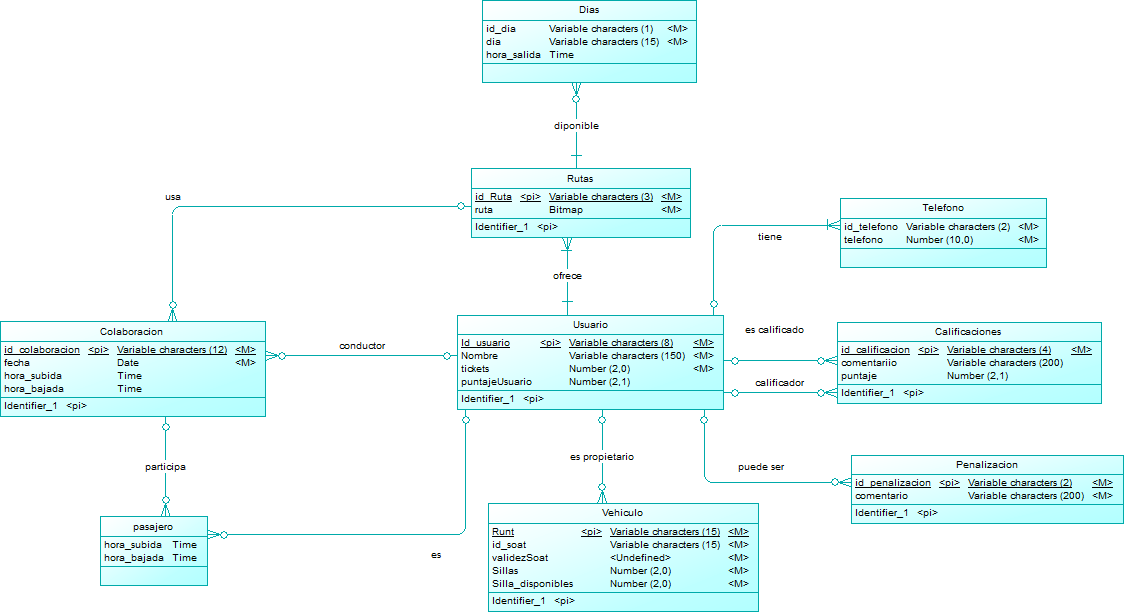 Dias
id_dia Variable characters (1) <M>
dia Variable characters (15) <M>
hora_salida Time
diponible
Rutas
id_Ruta <pi> Variable characters (3) <M>
ruta Bitmap <M>
Identifier_1 <pi>
usa
Telefono
id_telefono Variable characters (2) <M>
telefono Number (10,0) <M>
tiene
ofrece
Colaboracion
id_colaboracion <pi> Variable characters (12) <M>
fecha Date <M>
hora_subida Time
hora_bajada Time
Identifier_1 <pi>
conductor
Usuario
Id_usuario <pi> Variable characters (8) <M>
Nombre Variable characters (150) <M>
tickets Number (2,0) <M>
puntajeUsuario Number (2,1)
Identifier_1 <pi>
es calificado
calificador
Calificaciones
id_calificacion <pi> Variable characters (4) <M>
comentariio Variable characters (200)
puntaje Number (2,1)
Identifier_1 <pi>
participa
es propietario
puede ser
Penalizacion
id_penalizacion <pi> Variable characters (2) <M>
comentario Variable characters (200) <M>
Identifier_1 <pi>
pasajero
hora_subida Time
hora_bajada Time
es
Vehiculo
Runt <pi> Variable characters (15) <M>
id_soat Variable characters (15) <M>
validezSoat <Undefined> <M>
Sillas Number (2,0) <M>
Silla_disponibles Number (2,0) <M>
Identifier_1 <pi>